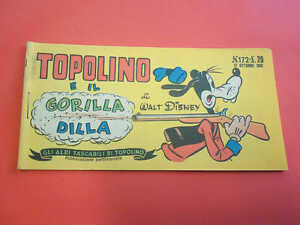 TOPOLINO
E IL
GORILLA
DILLA
di
WALT DISNEY
GLI ALBI TASCABILI DI TOPOLINO
N. 172 - L. 20